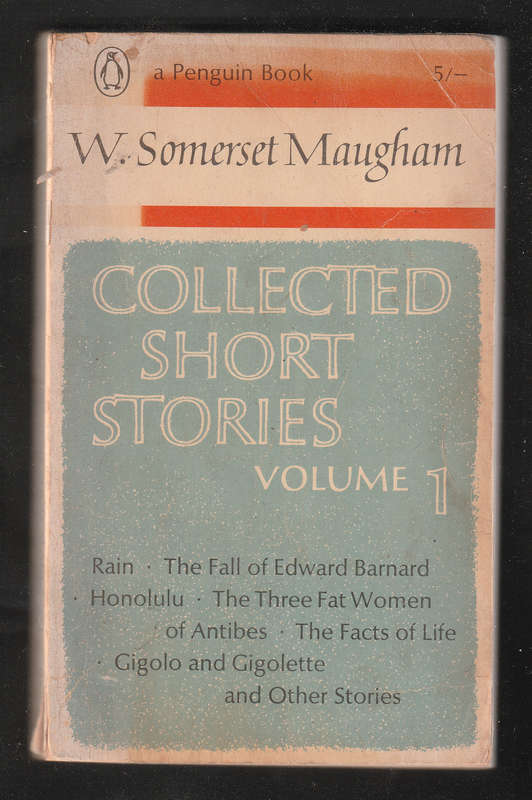 a Penguin Book 5/–
W. Somerset Maugham
COLLECTED
SHORT
STORIES
VOLUME 1
Rain · The Fall of Edward Barnard
· Honolulu · The Three Fat Women
of Antibes · The Facts of Life
· Gigolo and Gigolette
and Other Stories